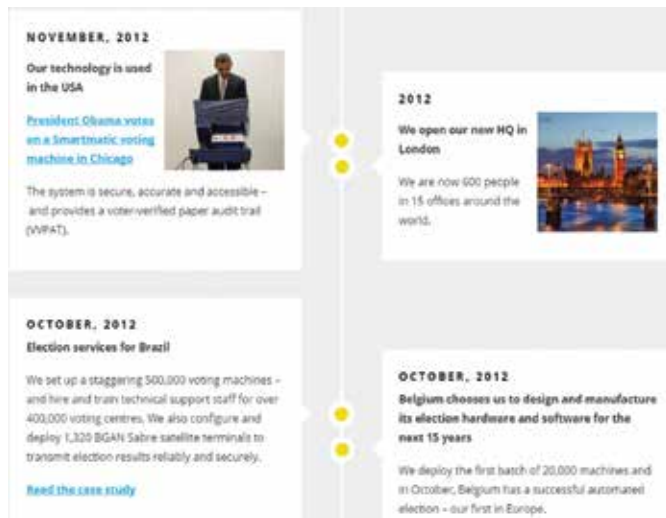 NOVEMBER, 2012
Our technology is used
in the USA
President Obama votes
on a Smartmatic voting
machine in Chicago
The system is secure, accurate and accessible –
and provides a voter-verified paper audit trail
(VVPAT).
2012
We open our new HQ in
London
We are now 600 people
in 15 offices around the
world.
OCTOBER, 2012
Election services for Brazil
We set up a staggering 500,000 voting machines –
and hire and train technical support staff for over
400,000 voting centres. We also configure and
deploy 1,320 BGAN Sabre satellite terminals to
transmit election results reliably and securely.
Read the case study
OCTOBER, 2012
Belgium chooses us to design and manufacture
its election hardware and software for the
next 15 years
We deploy the first batch of 20,000 machines and
in October, Belgium has a successful automated
election – our first in Europe.